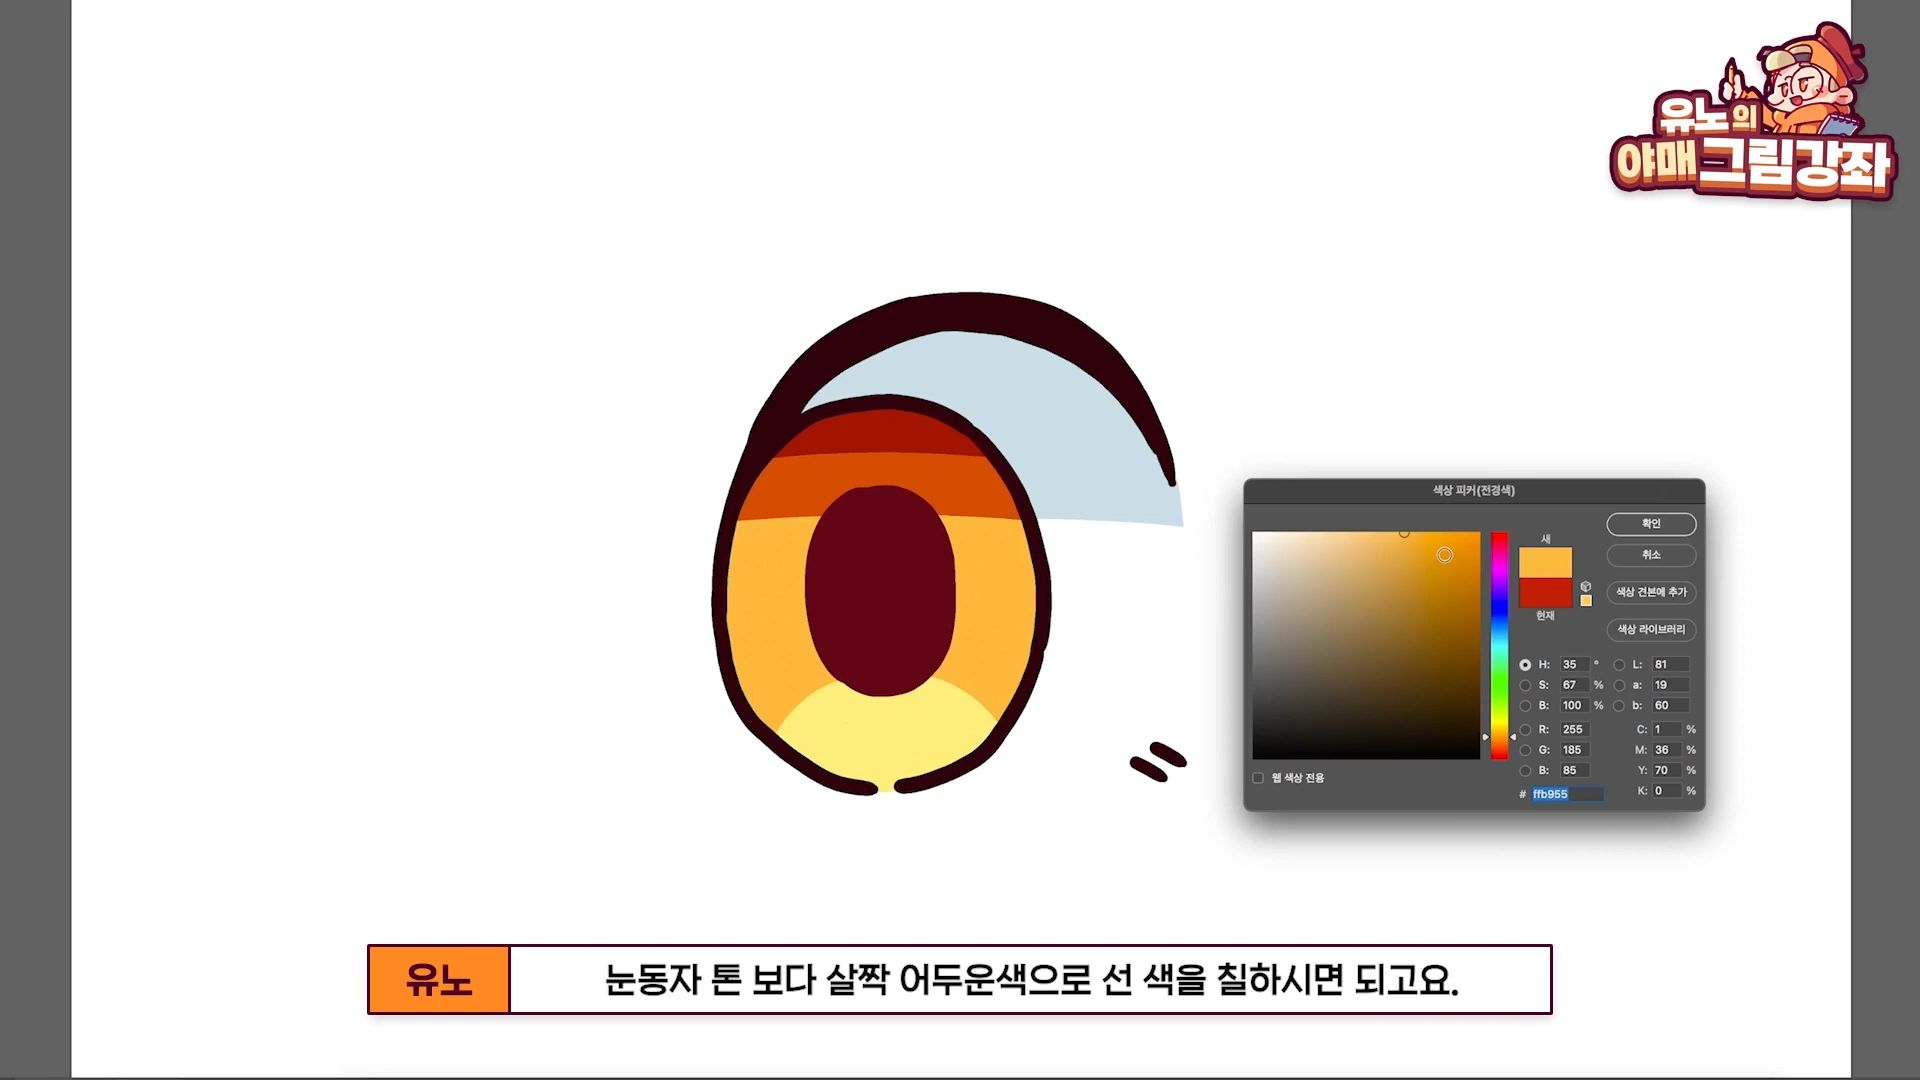 유노의
야매그림강좌
색상 피커(전경색)
확인
새
취소
색상 견본에 추가
현재
색상 라이브러리
H: 35 ° L: 81
S: 67 % a: 19
B: 100 % b: 60
R: 255 C: 1 %
G: 185 M: 36 %
B: 85 Y: 70 %
# ffb955 K: 0 %
웹 색상 전용
유노 눈동자 톤 보다 살짝 어두운색으로 선 색을 칠하시면 되고요.